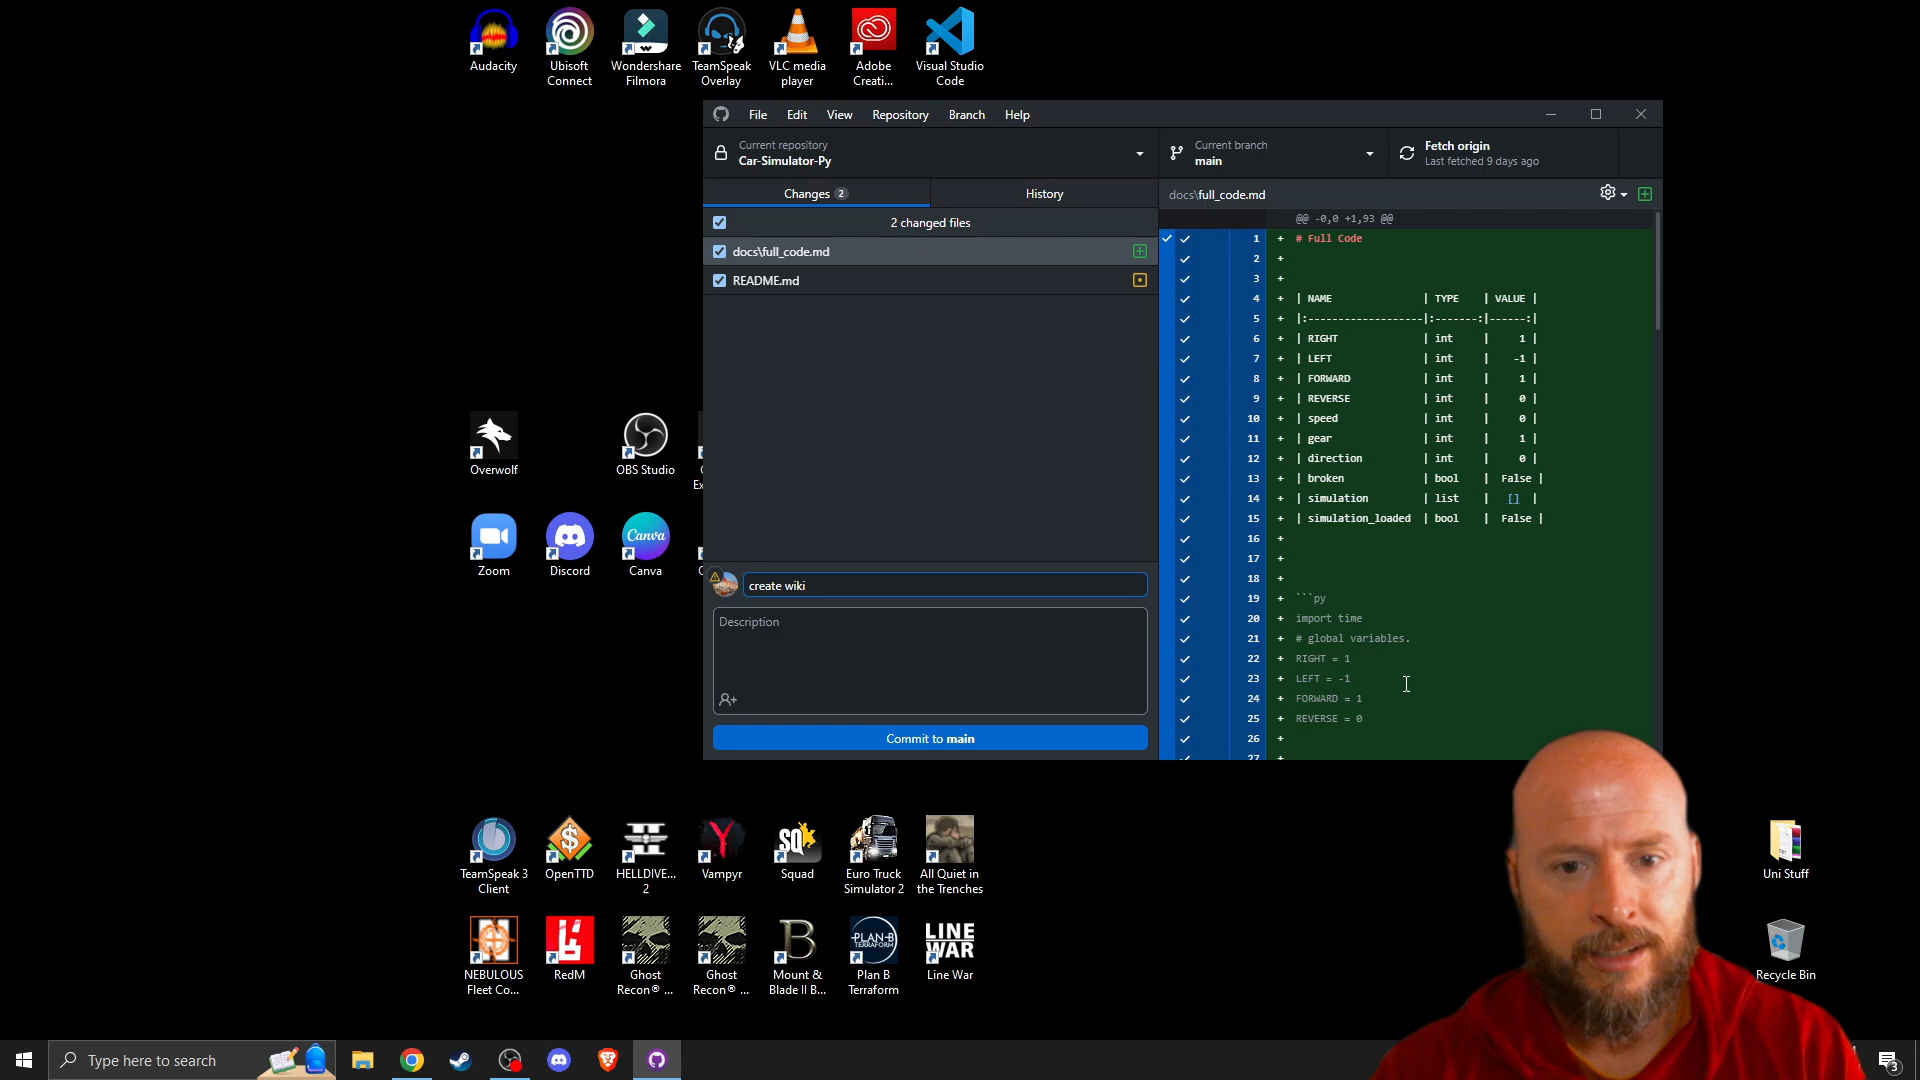 Audacity
Ubisoft
Connect
Wondershare
Filmora
TeamSpeak
Overlay
VLC media
player
Adobe
Creati...
Visual Studio
Code
File
Edit
View
Repository
Branch
Help
Current repository
Car-Simulator-Py
Current branch
main
Fetch origin
Last fetched 9 days ago
Changes 2
History
docs\full_code.md
2 changed files
docs\full_code.md
README.md
@@ -0,0 +1,93 @@
1 + # Full Code
2 +
3 +
4 + | NAME | TYPE | VALUE |
5 + |:-------------------|:-------:|------:|
6 + | RIGHT | int | 1 |
7 + | LEFT | int | -1 |
8 + | FORWARD | int | 1 |
9 + | REVERSE | int | 0 |
10 + | speed | int | 0 |
11 + | gear | int | 1 |
12 + | direction | int | 0 |
13 + | broken | bool | False |
14 + | simulation | list | [] |
15 + | simulation_loaded | bool | False |
16 +
17 +
18 +
19 + ```py
20 + import time
21 + # global variables.
22 + RIGHT = 1
23 + LEFT = -1
24 + FORWARD = 1
25 + REVERSE = 0
26 +
27 +
create wiki
Description
Commit to main
Overwolf
OBS Studio
Zoom
Discord
Canva
Canva
TeamSpeak 3
Client
OpenTTD
HELLDIVE...
2
Vampyr
SQ
Squad
Euro Truck
Simulator 2
All Quiet in
the Trenches
NEBULOUS
Fleet Co...
RedM
Ghost
Recon® ...
Ghost
Recon® ...
Mount &
Blade II B...
PLAN-B
TERRAFORM
Plan B
Terraform
LINE
WAR
Line War
Uni Stuff
Recycle Bin
Type here to search
3